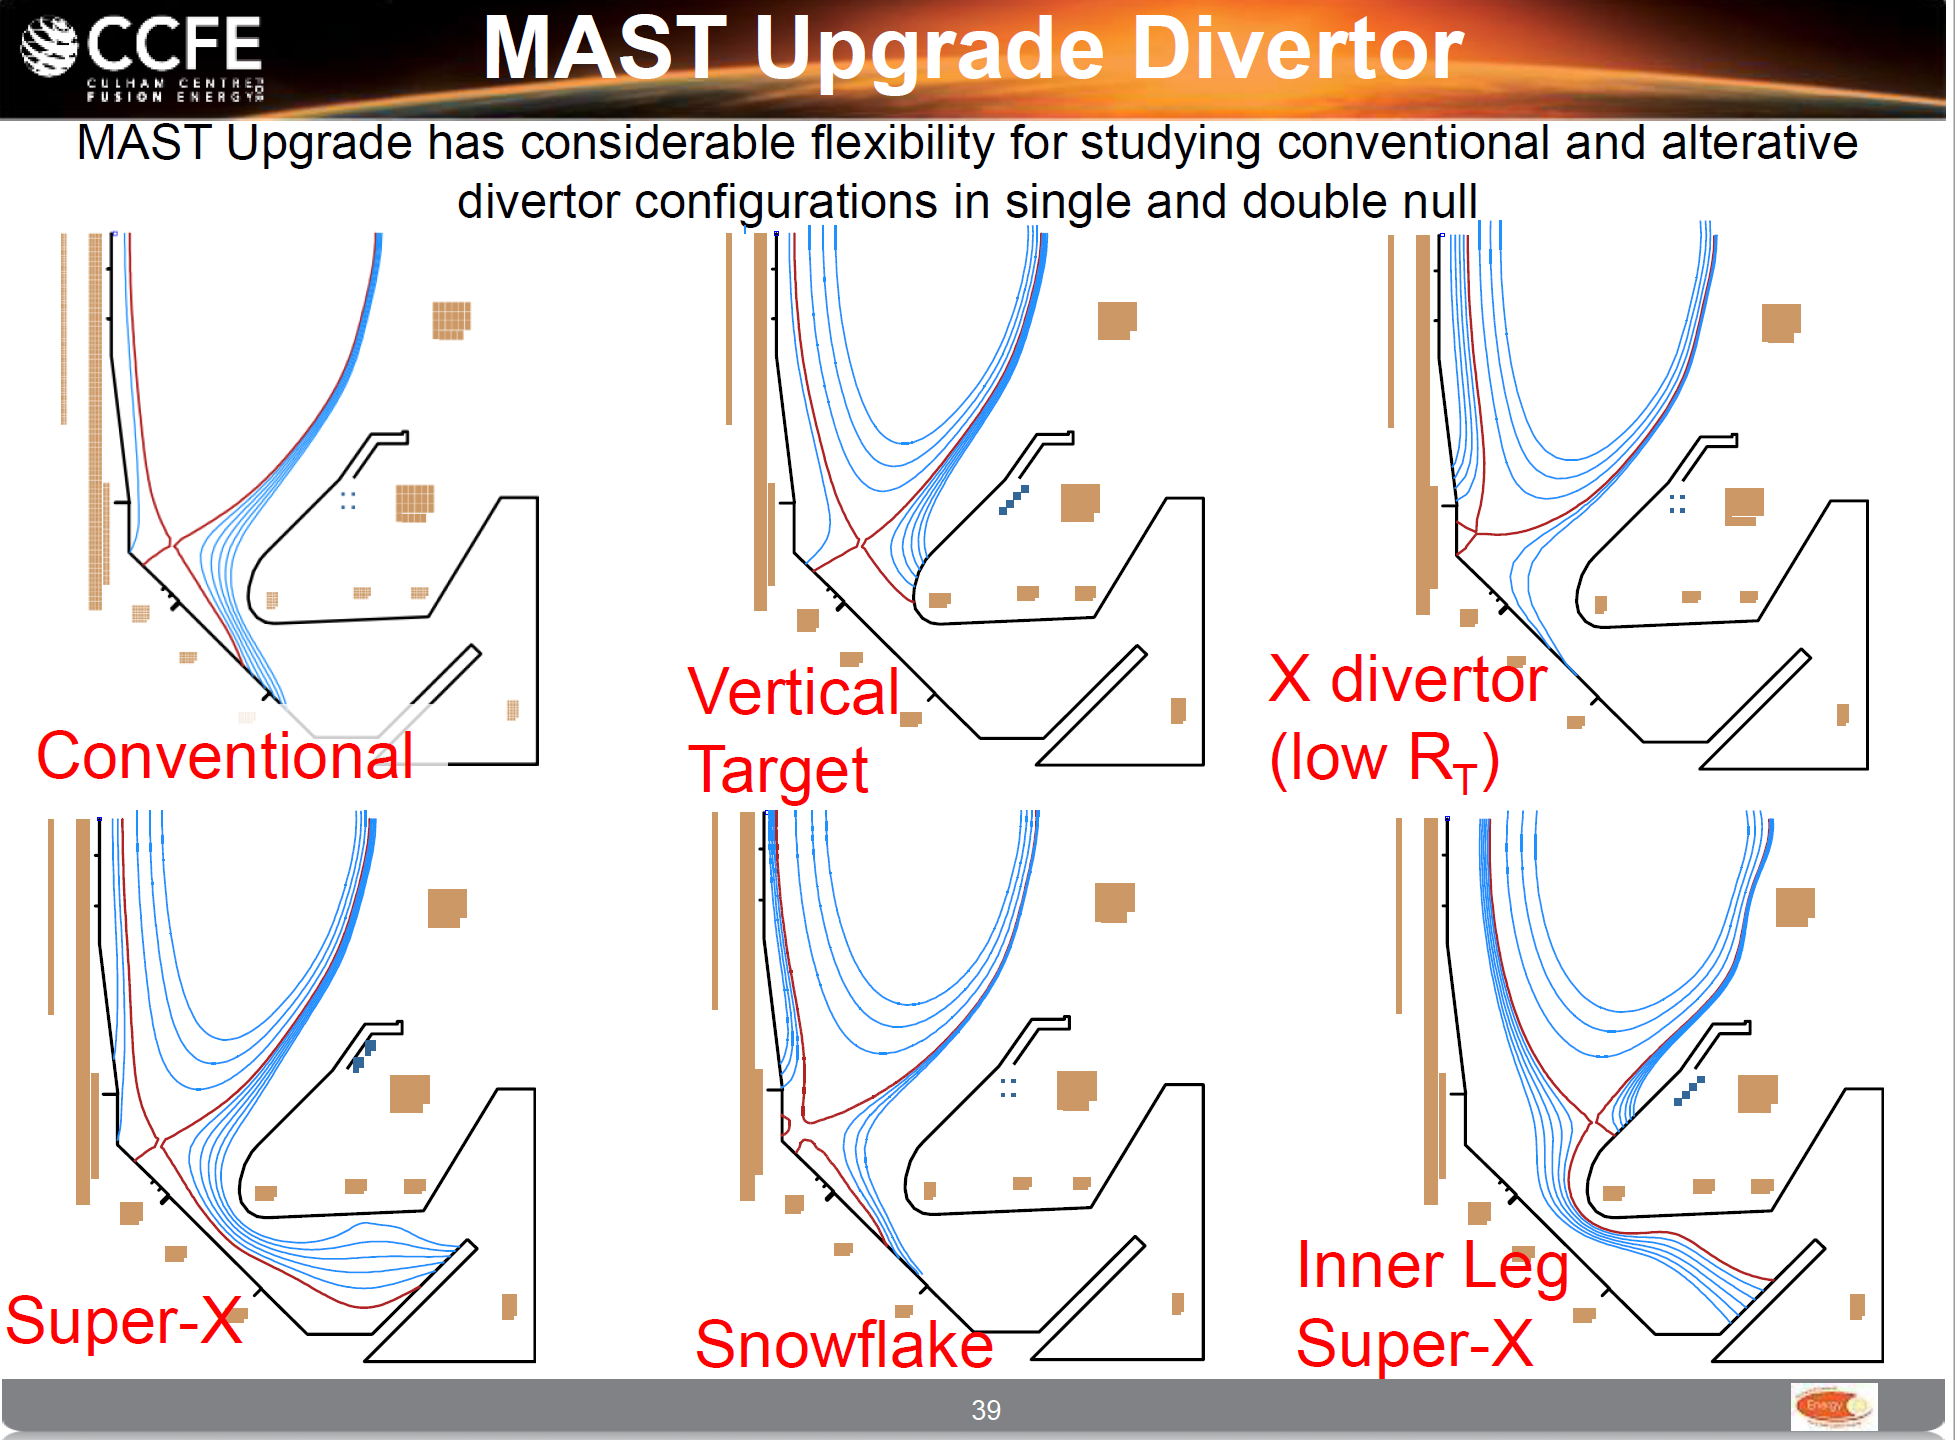 CCFE
CULHAM CENTRE
FUSION ENERGY
MAST Upgrade Divertor
MAST Upgrade has considerable flexibility for studying conventional and alterative
divertor configurations in single and double null
Conventional
Vertical
Target
X divertor
(low RT)
Super-X
Snowflake
Inner Leg
Super-X
39
Energy